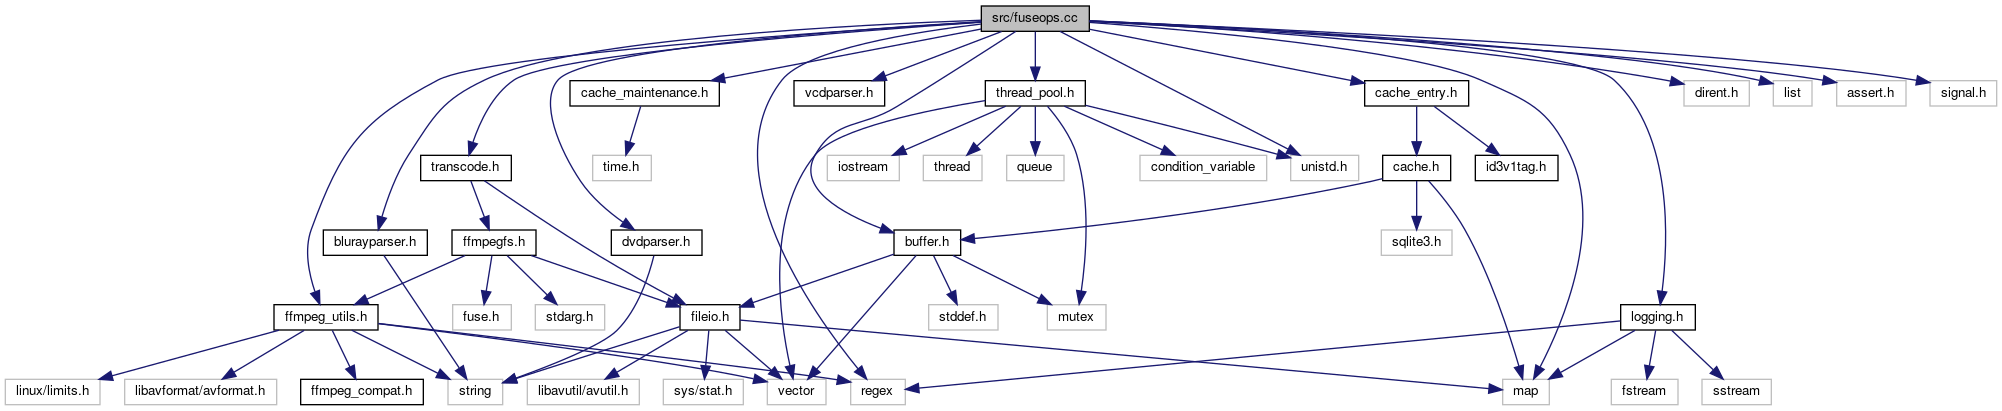 src/fuseops.cc
cache_maintenance.h
vcdparser.h
thread_pool.h
cache_entry.h
dirent.h
list
assert.h
signal.h
transcode.h
time.h
iostream
thread
queue
condition_variable
unistd.h
cache.h
id3v1tag.h
blurayparser.h
ffmpegfs.h
dvdparser.h
buffer.h
sqlite3.h
ffmpeg_utils.h
fuse.h
stdarg.h
fileio.h
stddef.h
mutex
logging.h
linux/limits.h
libavformat/avformat.h
ffmpeg_compat.h
string
libavutil/avutil.h
sys/stat.h
vector
regex
map
fstream
sstream